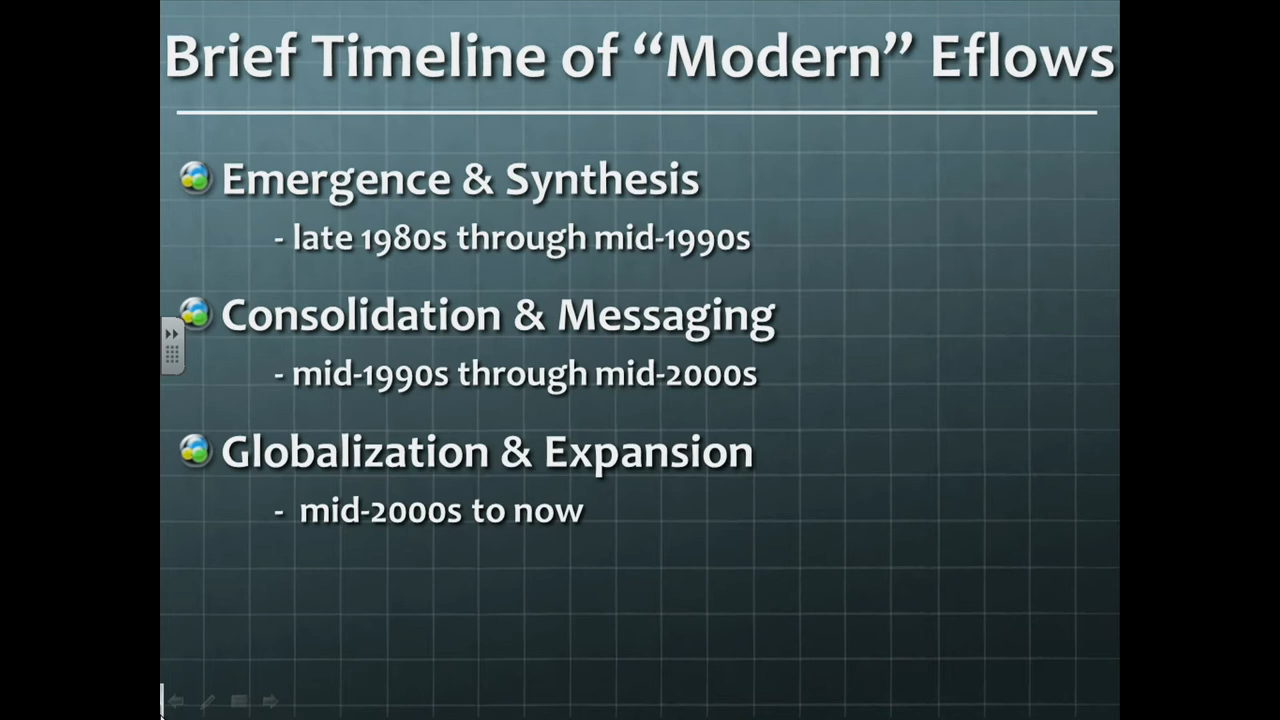 Brief Timeline of “Modern” Eflows
Emergence & Synthesis
- late 1980s through mid-1990s
Consolidation & Messaging
- mid-1990s through mid-2000s
Globalization & Expansion
- mid-2000s to now